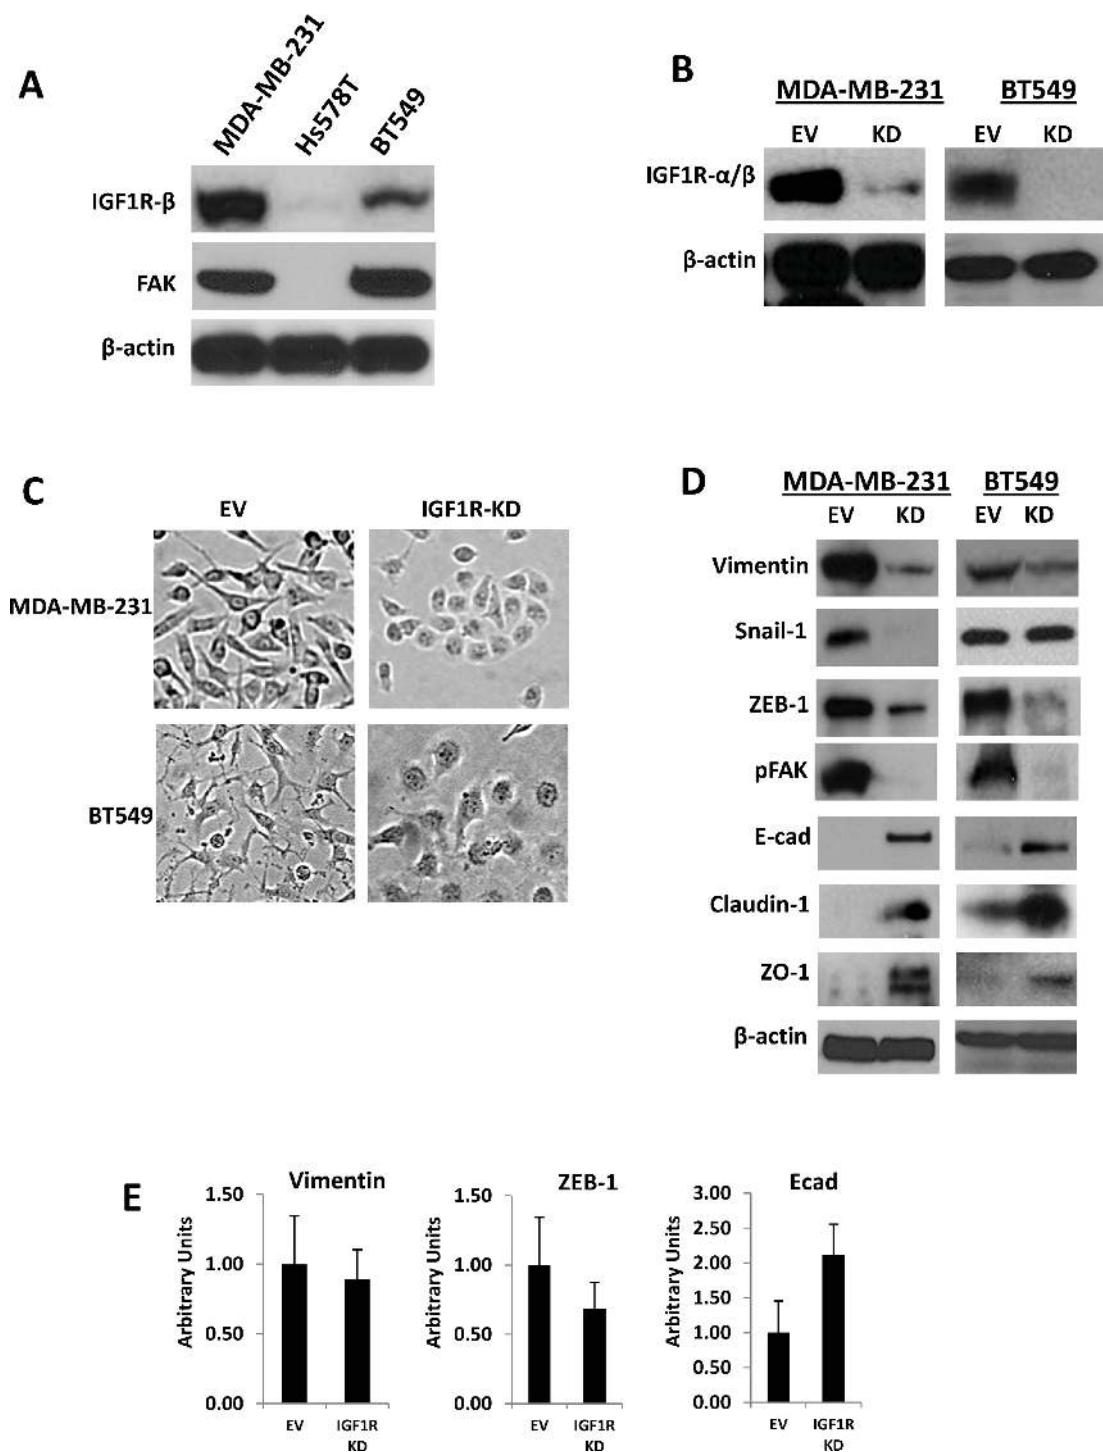 A
MDA-MB-231
Hs578T
BT549
IGF1R-β
FAK
β-actin
B
MDA-MB-231 BT549
EV KD EV KD
IGF1R-α/β
β-actin
C
EV IGF1R-KD
MDA-MB-231
BT549
D
MDA-MB-231 BT549
EV KD EV KD
Vimentin
Snail-1
ZEB-1
pFAK
E-cad
Claudin-1
ZO-1
β-actin
E
Vimentin
Arbitrary Units
1.50
1.00
0.50
0.00
EV IGF1R
KD
ZEB-1
Arbitrary Units
1.50
1.00
0.50
0.00
EV IGF1R
KD
Ecad
Arbitrary Units
3.00
2.50
2.00
1.50
1.00
0.50
0.00
EV IGF1R
KD